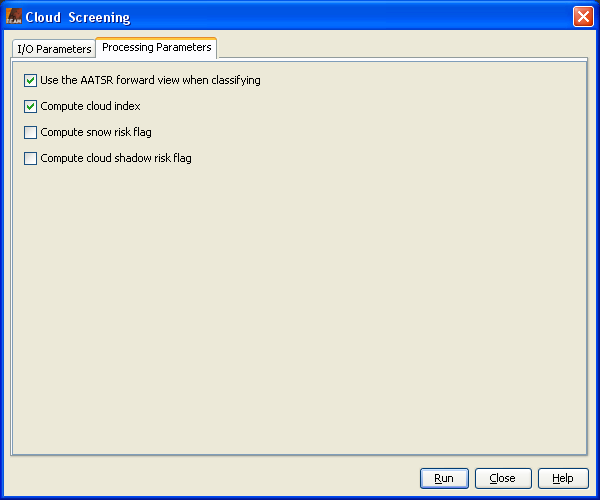 BEAM
Cloud Screening
I/O Parameters
Processing Parameters
Use the AATSR forward view when classifying
Compute cloud index
Compute snow risk flag
Compute cloud shadow risk flag
Run
Close
Help